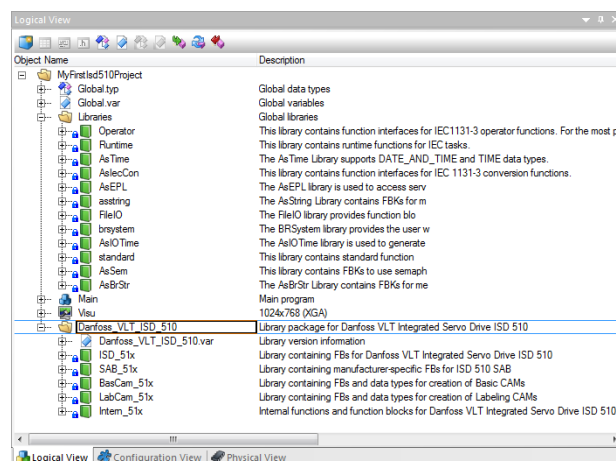 Logical View
Object Name Description
MyFirstIsd510Project
Global.typ Global data types
Global.var Global variables
Libraries Global libraries
Operator This library contains function interfaces for IEC1131-3 operator functions. For the most p
Runtime This library contains runtime functions for IEC tasks.
AsTime The AsTime Library supports DATE_AND_TIME and TIME data types.
AsIecCon This library contains function interfaces for IEC 1131-3 conversion functions.
AsEPL The AsEPL library is used to access serv
asstring The AsString Library contains FBKs for m
FileIO The FileIO library provides function blo
brsystem The BRSystem library provides the user w
AsIOTime The AsIOTime library is used to generate
standard This library contains standard function
AsSem This library contains FBKs to use semaph
AsBrStr The AsBrStr Library contains FBKs for me
Main Main program
Visu 1024x768 (XGA)
Danfoss_VLT_ISD_510 Library package for Danfoss VLT Integrated Servo Drive ISD 510
Danfoss_VLT_ISD_510.var Library version information
ISD_51x Library containing FBs for Danfoss VLT Integrated Servo Drive ISD 510
SAB_51x Library containing manufacturer-specific FBs for ISD 510 SAB
BasCam_51x Library containing FBs and data types for creation of Basic CAMs
LabCam_51x Library containing FBs and data types for creation of Labeling CAMs
Intern_51x Internal functions and function blocks for Danfoss VLT Integrated Servo Drive ISD 510
Logical View Configuration View Physical View